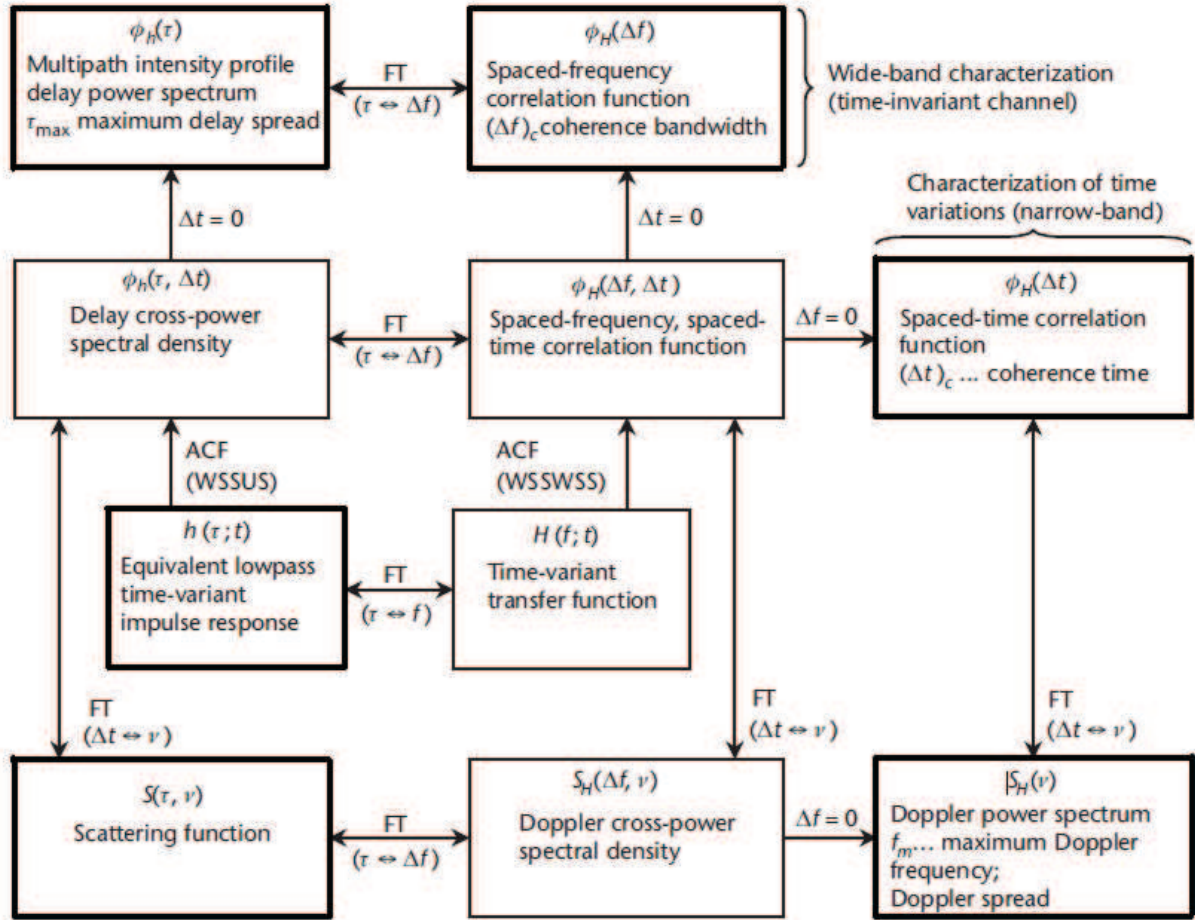 ϕh(τ)
Multipath intensity profile
delay power spectrum
τmax maximum delay spread
FT
(τ ↔ Δf)
ϕH(Δf)
Spaced-frequency
correlation function
(Δf)c coherence bandwidth
Wide-band characterization
(time-invariant channel)
Δt = 0
Δt = 0
Characterization of time
variations (narrow-band)
ϕh(τ, Δt)
Delay cross-power
spectral density
FT
(τ ↔ Δf)
ϕH(Δf, Δt)
Spaced-frequency, spaced-
time correlation function
Δf = 0
ϕH(Δt)
Spaced-time correlation
function
(Δt)c ... coherence time
ACF
(WSSUS)
ACF
(WSSWSS)
h(τ; t)
Equivalent lowpass
time-variant
impulse response
FT
(τ ↔ f)
H(f; t)
Time-variant
transfer function
FT
(Δt ↔ ν)
FT
(Δt ↔ ν)
FT
(Δt ↔ ν)
S(τ, ν)
Scattering function
FT
(τ ↔ Δf)
SH(Δf, ν)
Doppler cross-power
spectral density
Δf = 0
|SH(ν)
Doppler power spectrum
fm... maximum Doppler
frequency;
Doppler spread